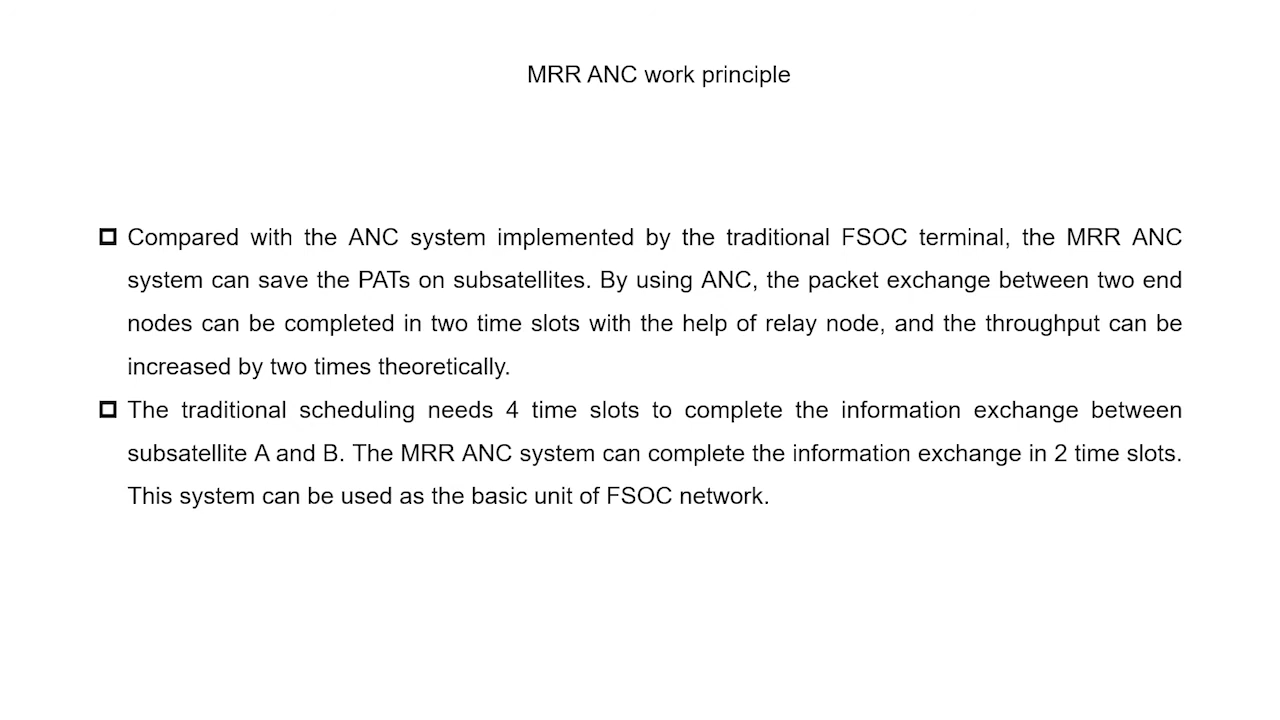 MRR ANC work principle
Compared with the ANC system implemented by the traditional FSOC terminal, the MRR ANC
system can save the PATs on subsatellites. By using ANC, the packet exchange between two end
nodes can be completed in two time slots with the help of relay node, and the throughput can be
increased by two times theoretically.
The traditional scheduling needs 4 time slots to complete the information exchange between
subsatellite A and B. The MRR ANC system can complete the information exchange in 2 time slots.
This system can be used as the basic unit of FSOC network.